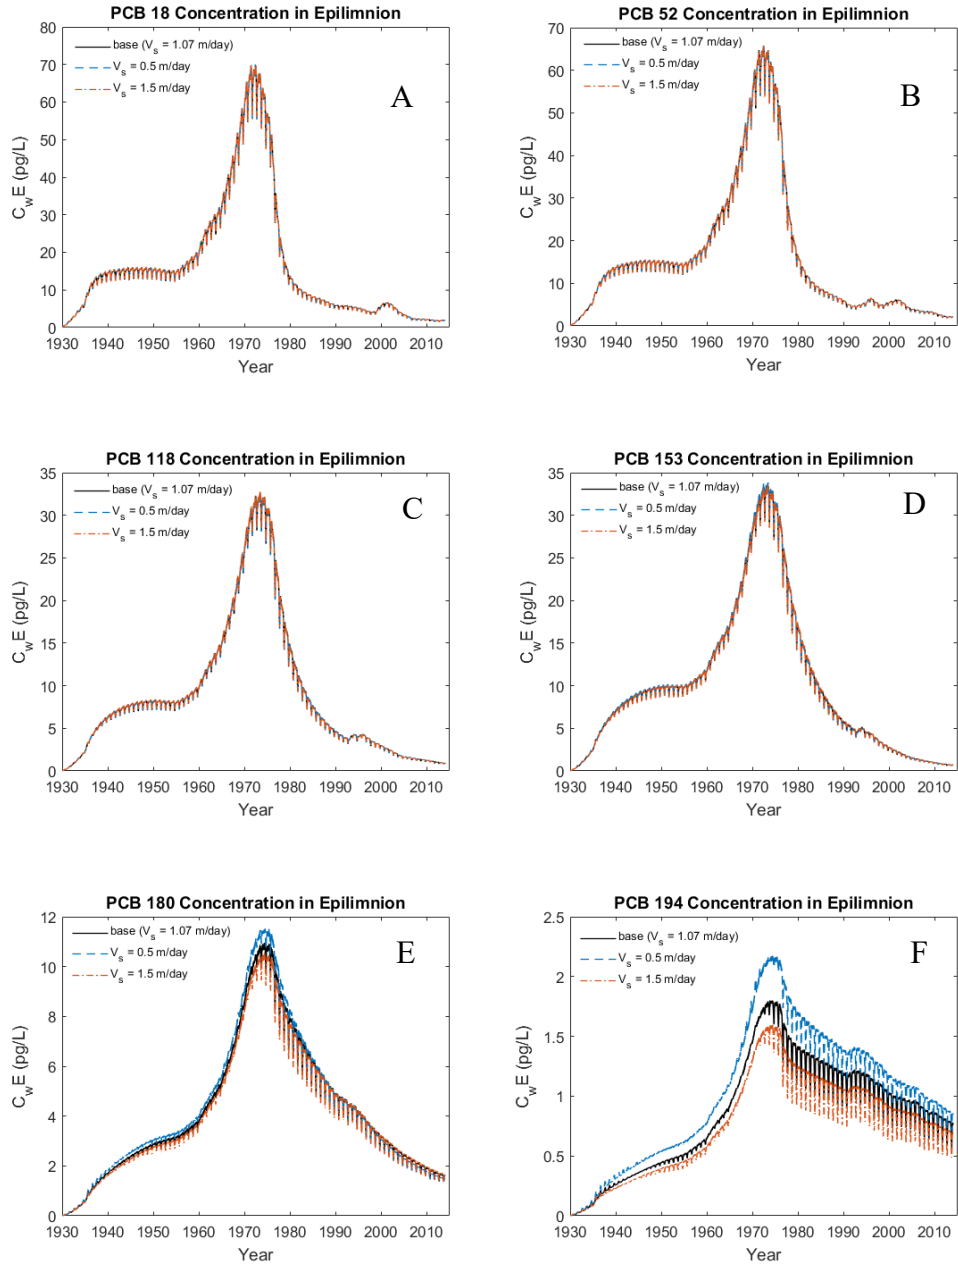 PCB 18 Concentration in Epilimnion
base (Vs = 1.07 m/day)
Vs = 0.5 m/day
Vs = 1.5 m/day
A
80
70
60
50
40
30
20
10
0
CwE (pg/L)
1930 1940 1950 1960 1970 1980 1990 2000 2010
Year
PCB 52 Concentration in Epilimnion
base (Vs = 1.07 m/day)
Vs = 0.5 m/day
Vs = 1.5 m/day
B
70
60
50
40
30
20
10
0
CwE (pg/L)
1930 1940 1950 1960 1970 1980 1990 2000 2010
Year
PCB 118 Concentration in Epilimnion
base (Vs = 1.07 m/day)
Vs = 0.5 m/day
Vs = 1.5 m/day
C
35
30
25
20
15
10
5
0
CwE (pg/L)
1930 1940 1950 1960 1970 1980 1990 2000 2010
Year
PCB 153 Concentration in Epilimnion
base (Vs = 1.07 m/day)
Vs = 0.5 m/day
Vs = 1.5 m/day
D
35
30
25
20
15
10
5
0
CwE (pg/L)
1930 1940 1950 1960 1970 1980 1990 2000 2010
Year
PCB 180 Concentration in Epilimnion
base (Vs = 1.07 m/day)
Vs = 0.5 m/day
Vs = 1.5 m/day
E
12
10
8
6
4
2
0
CwE (pg/L)
1930 1940 1950 1960 1970 1980 1990 2000 2010
Year
PCB 194 Concentration in Epilimnion
base (Vs = 1.07 m/day)
Vs = 0.5 m/day
Vs = 1.5 m/day
F
2.5
2
1.5
1
0.5
0
CwE (pg/L)
1930 1940 1950 1960 1970 1980 1990 2000 2010
Year